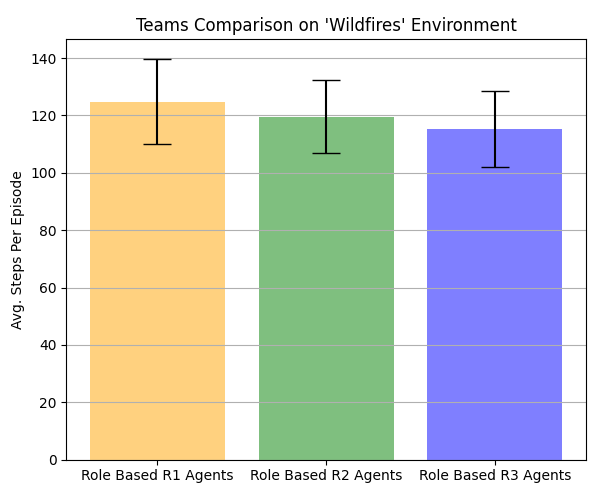 Teams Comparison on 'Wildfires' Environment
Avg. Steps Per Episode
140
120
100
80
60
40
20
0
Role Based R1 Agents
Role Based R2 Agents
Role Based R3 Agents